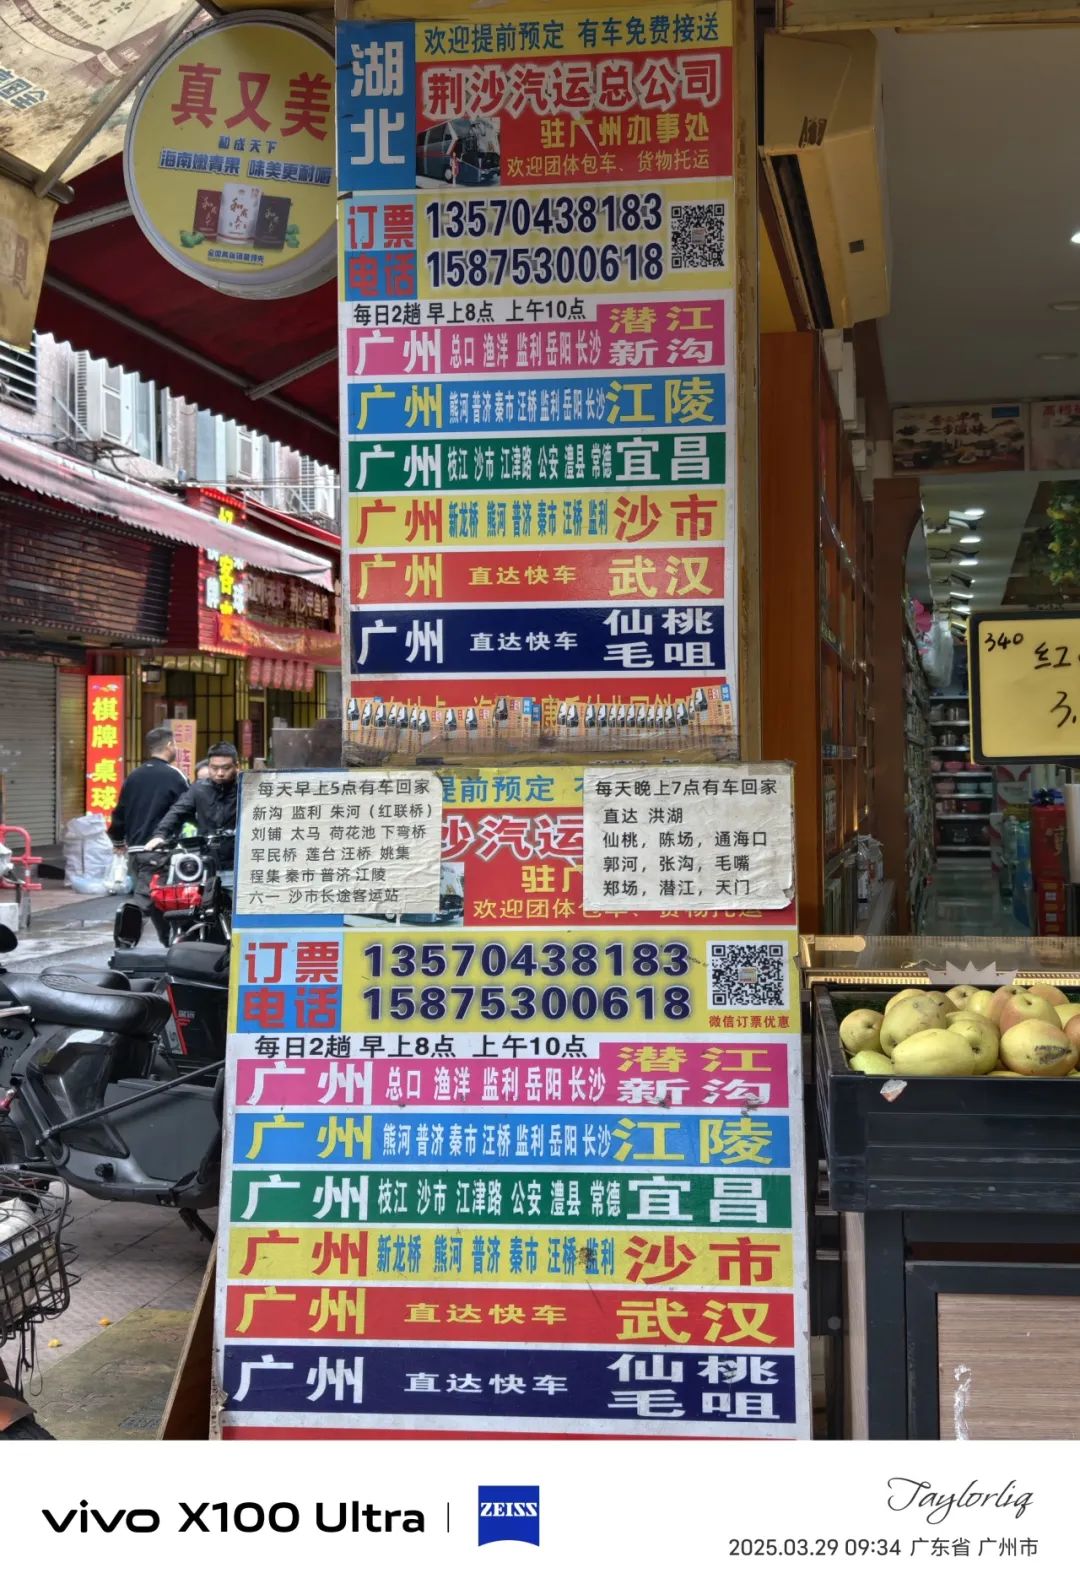 湖北
欢迎提前预定 有车免费接送
荆沙汽运总公司
驻广州办事处
欢迎团体包车、货物托运
真又美
和成天下
海南嫩青果 味美更耐嚼
订票电话
13570438183
15875300618
每日2趟 早上8点 上午10点
广州 总口 渔洋 监利 岳阳 长沙 潜江 新沟
广州 熊河 普济 秦市 汪桥 监利 岳阳 长沙 江陵
广州 枝江 沙市 江津路 公安 澧县 常德 宜昌
广州 新龙桥 熊河 普济 秦市 汪桥 监利 沙市
广州 直达快车 武汉
广州 直达快车 仙桃 毛咀
棋牌 桌球
340
红
3.
每天早上5点有车回家
新沟 监利 朱河（红联桥）
刘铺 太马 荷花池 下弯桥
军民桥 莲台 汪桥 姚集
程集 秦市 普济 江陵
六一 沙市长途客运站
提前预定
沙汽运
驻广
欢迎团体包车、货物托运
每天晚上7点有车回家
直达 洪湖
仙桃，陈场，通海口
郭河，张沟，毛嘴
郑场，潜江，天门
订票电话
13570438183
15875300618
微信订票优惠
每日2趟 早上8点 上午10点
广州 总口 渔洋 监利 岳阳 长沙 潜江 新沟
广州 熊河 普济 秦市 汪桥 监利 岳阳 长沙 江陵
广州 枝江 沙市 江津路 公安 澧县 常德 宜昌
广州 新龙桥 熊河 普济 秦市 汪桥 监利 沙市
广州 直达快车 武汉
广州 直达快车 仙桃 毛咀
vivo X100 Ultra
ZEISS
Taylorliq
2025.03.29 09:34 广东省 广州市